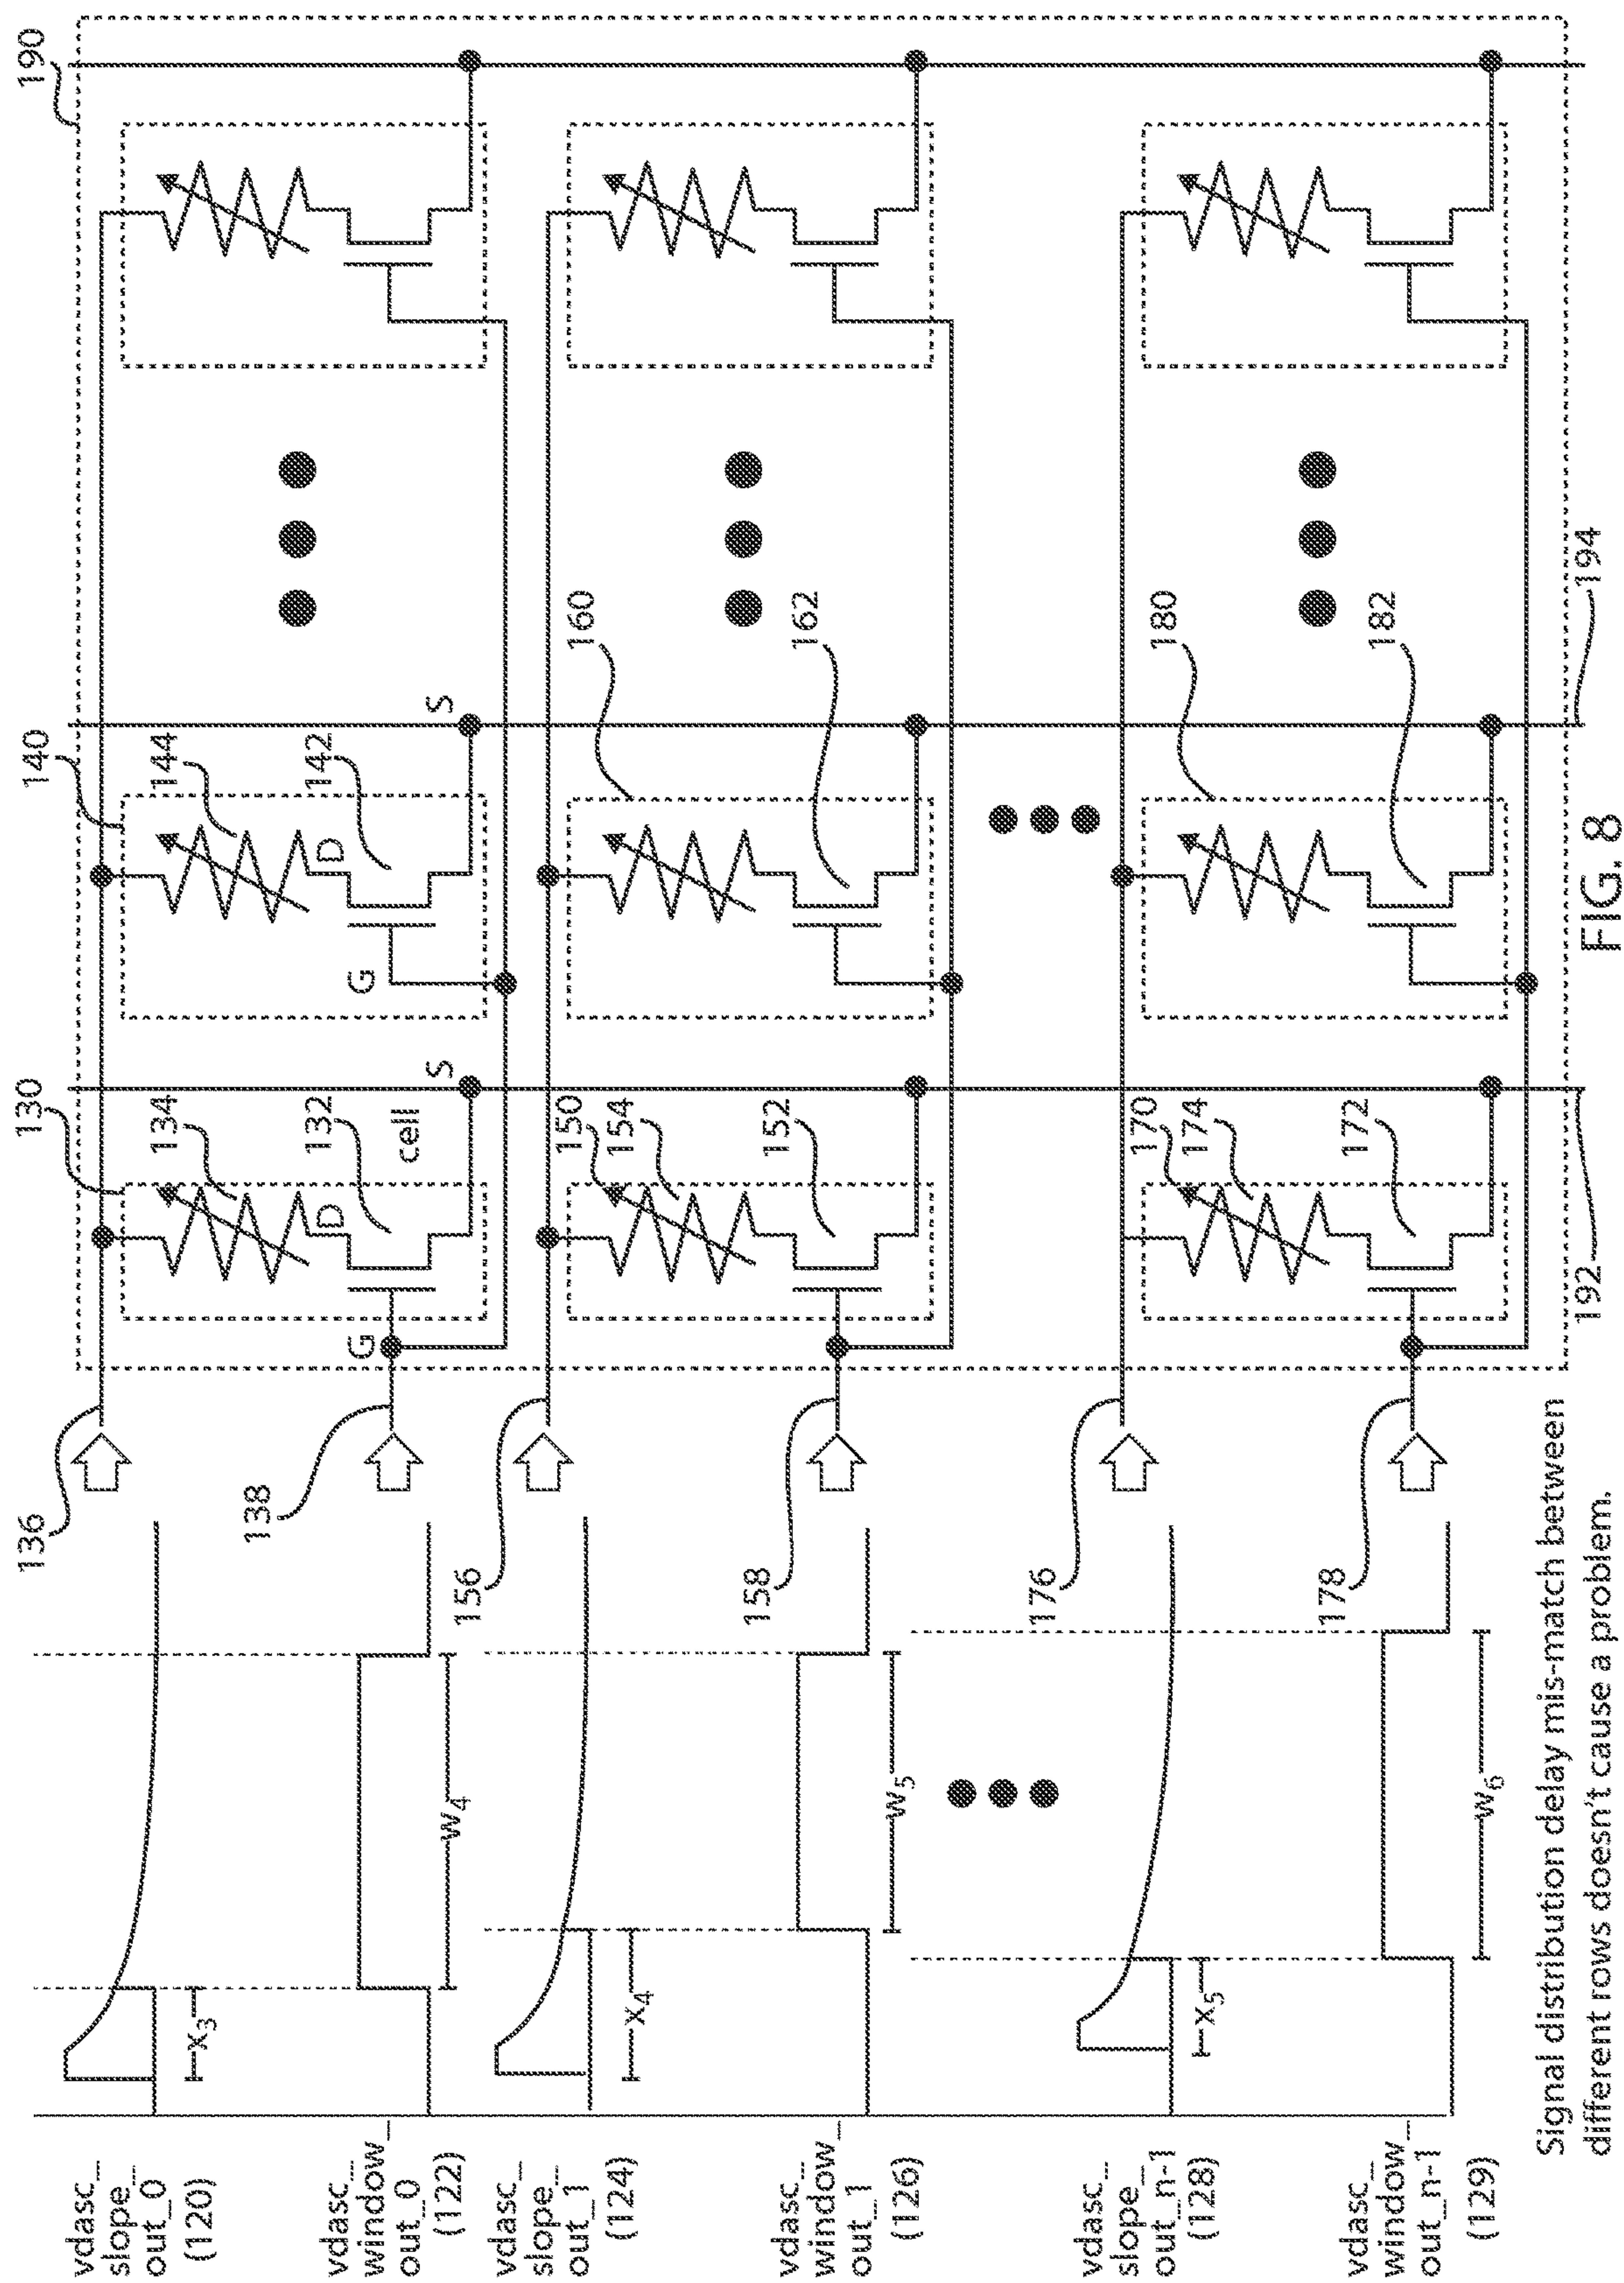 vdasc_
slope_
out_0
(120)
136
x3
vdasc_
window_
out_0
(122)
138
w4
130
134
132
cell
D
G
S
140
144
142
D
G
S
190
vdasc_
slope_
out_1
(124)
156
x4
vdasc_
window_
out_1
(126)
158
w5
150
154
152
160
162
vdasc_
slope_
out_n-1
(128)
176
x5
vdasc_
window_
out_n-1
(129)
178
w6
170
174
172
180
182
192
194
Signal distribution delay mis-match between
different rows doesn't cause a problem.
FIG. 8